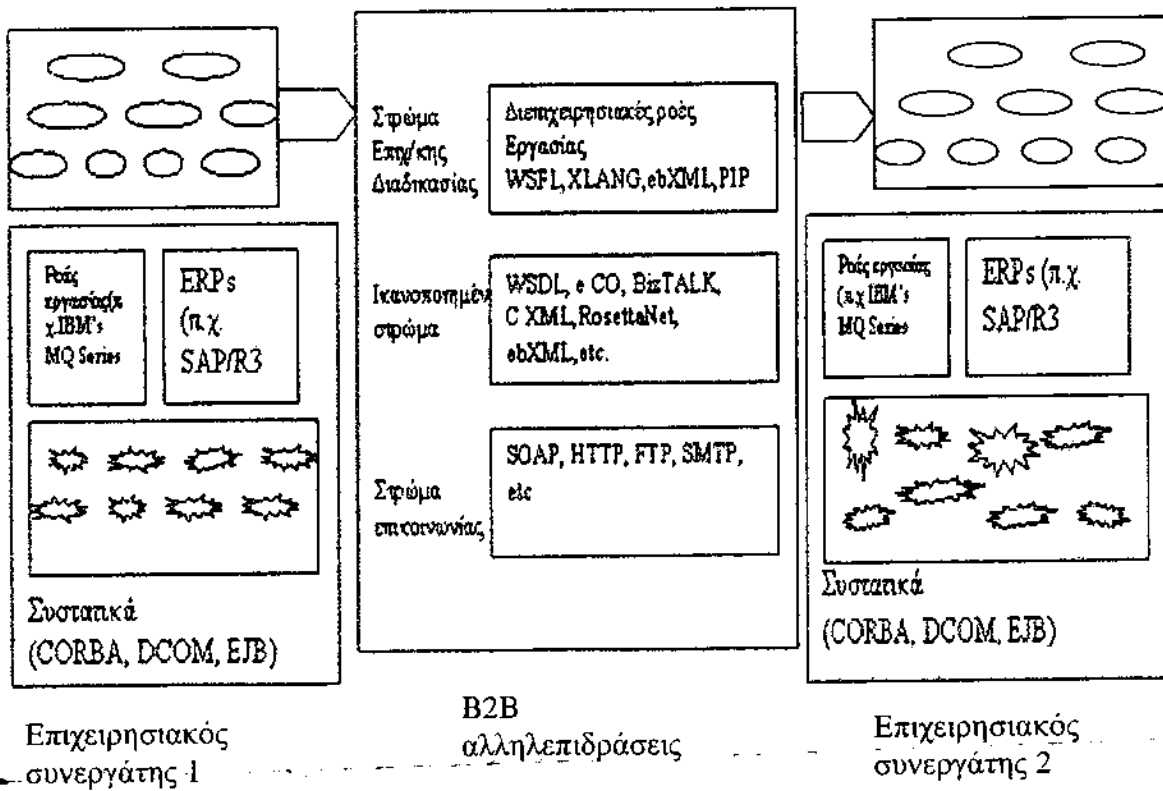 Στρώμα
Επιχ/κης
Διαδικασίας
Διεπιχειρησιακές ροές
Εργασίας
WSFL, XLANG, ebXML, PIP
Ικανοποιημέν
στρώμα
WSDL, e CO, BizTALK,
C XML, RosettaNet,
ebXML, etc.
Στρώμα
επικοινωνίας
SOAP, HTTP, FTP, SMTP,
etc
Ροές
εργασίας(π
χ IBM's
MQ Series
ERPs
(π.χ.
SAP/R3
Συστατικά
(CORBA, DCOM, EJB)
Ροές εργασίας
(π.χ IBM's
MQ Series
ERPs (π.χ.
SAP/R3
Συστατικά
(CORBA, DCOM, EJB)
Επιχειρησιακός
συνεργάτης 1
B2B
αλληλεπιδράσεις
Επιχειρησιακός
συνεργάτης 2